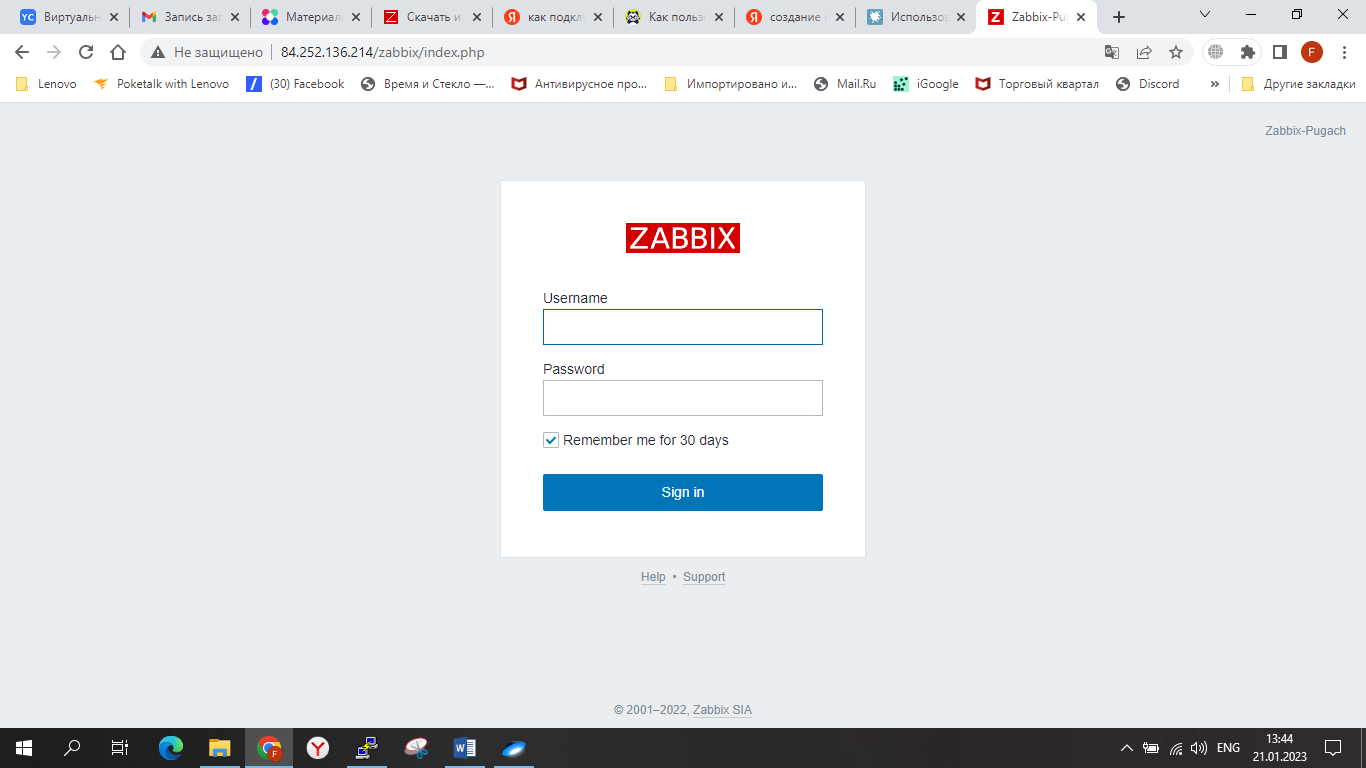 YC Виртуальн Запись заг Материал Скачать и как подкл Как пользо создание Использов Zabbix-Pu
Не защищено 84.252.136.214/zabbix/index.php F
Lenovo Poketalk with Lenovo (30) Facebook Время и Стекло —... Антивирусное про... Импортировано и... Mail.Ru iGoogle Торговый квартал Discord » Другие закладки
Zabbix-Pugach
ZABBIX
Username
Password
Remember me for 30 days
Sign in
Help • Support
© 2001–2022, Zabbix SIA
ENG 13:44
21.01.2023